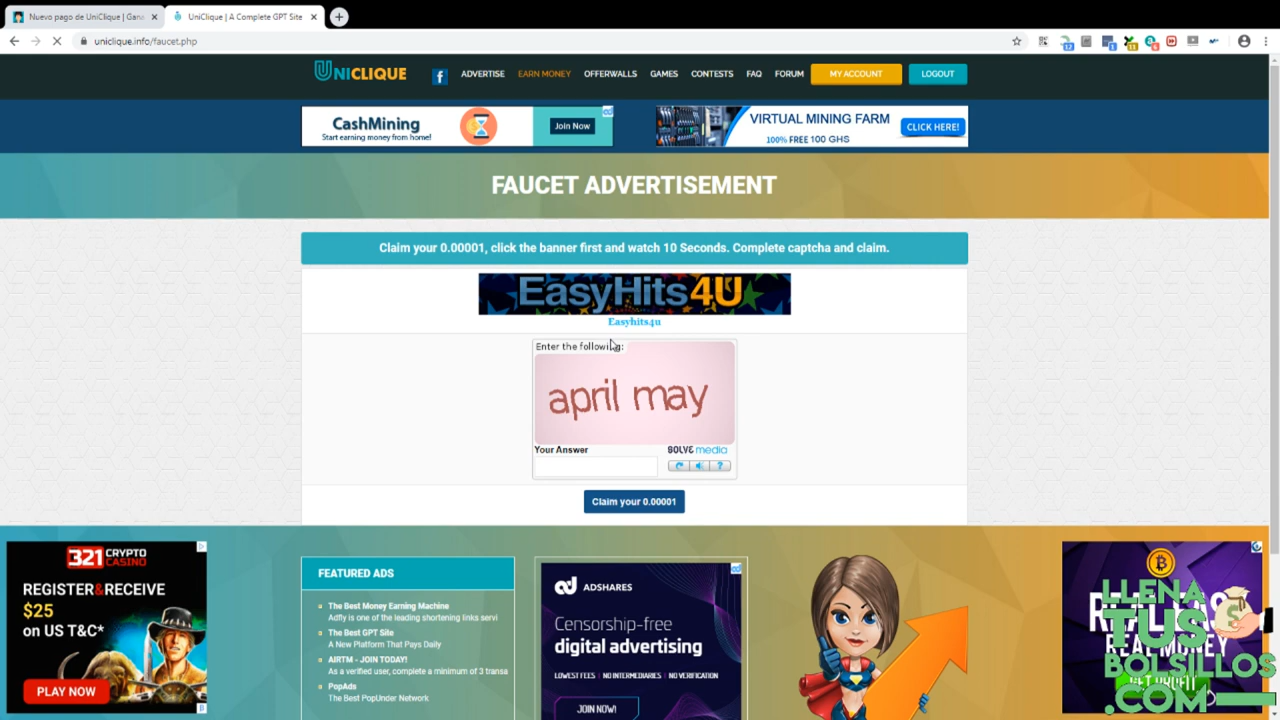 Nuevo pago de UniClique | Gana
UniClique | A Complete GPT Site
uniclique.info/faucet.php
UNICLIQUE
f
ADVERTISE
EARN MONEY
OFFERWALLS
GAMES
CONTESTS
FAQ
FORUM
MY ACCOUNT
LOGOUT
CashMining
Start earning money from home!
Join Now
VIRTUAL MINING FARM
100% FREE 100 GHS
CLICK HERE!
FAUCET ADVERTISEMENT
Claim your 0.00001, click the banner first and watch 10 Seconds. Complete captcha and claim.
EasyHits4U
Easyhits4u
Enter the following:
april may
Your Answer
SOLVE media
?
Claim your 0.00001
321 CRYPTO CASINO
REGISTER & RECEIVE
$25
on US T&C*
PLAY NOW
FEATURED ADS
The Best Money Earning Machine
Adfly is one of the leading shortening links servi
The Best GPT Site
A New Platform That Pays Daily
AIRTM - JOIN TODAY!
As a verified user, complete a minimum of 3 transa
PopAds
The Best PopUnder Network
ADSHARES
Censorship-free
digital advertising
LOWEST FEES | NO INTERMEDIARIES | NO VERIFICATION
JOIN NOW!
LLENA
TUS
BOLSILLOS
.COM